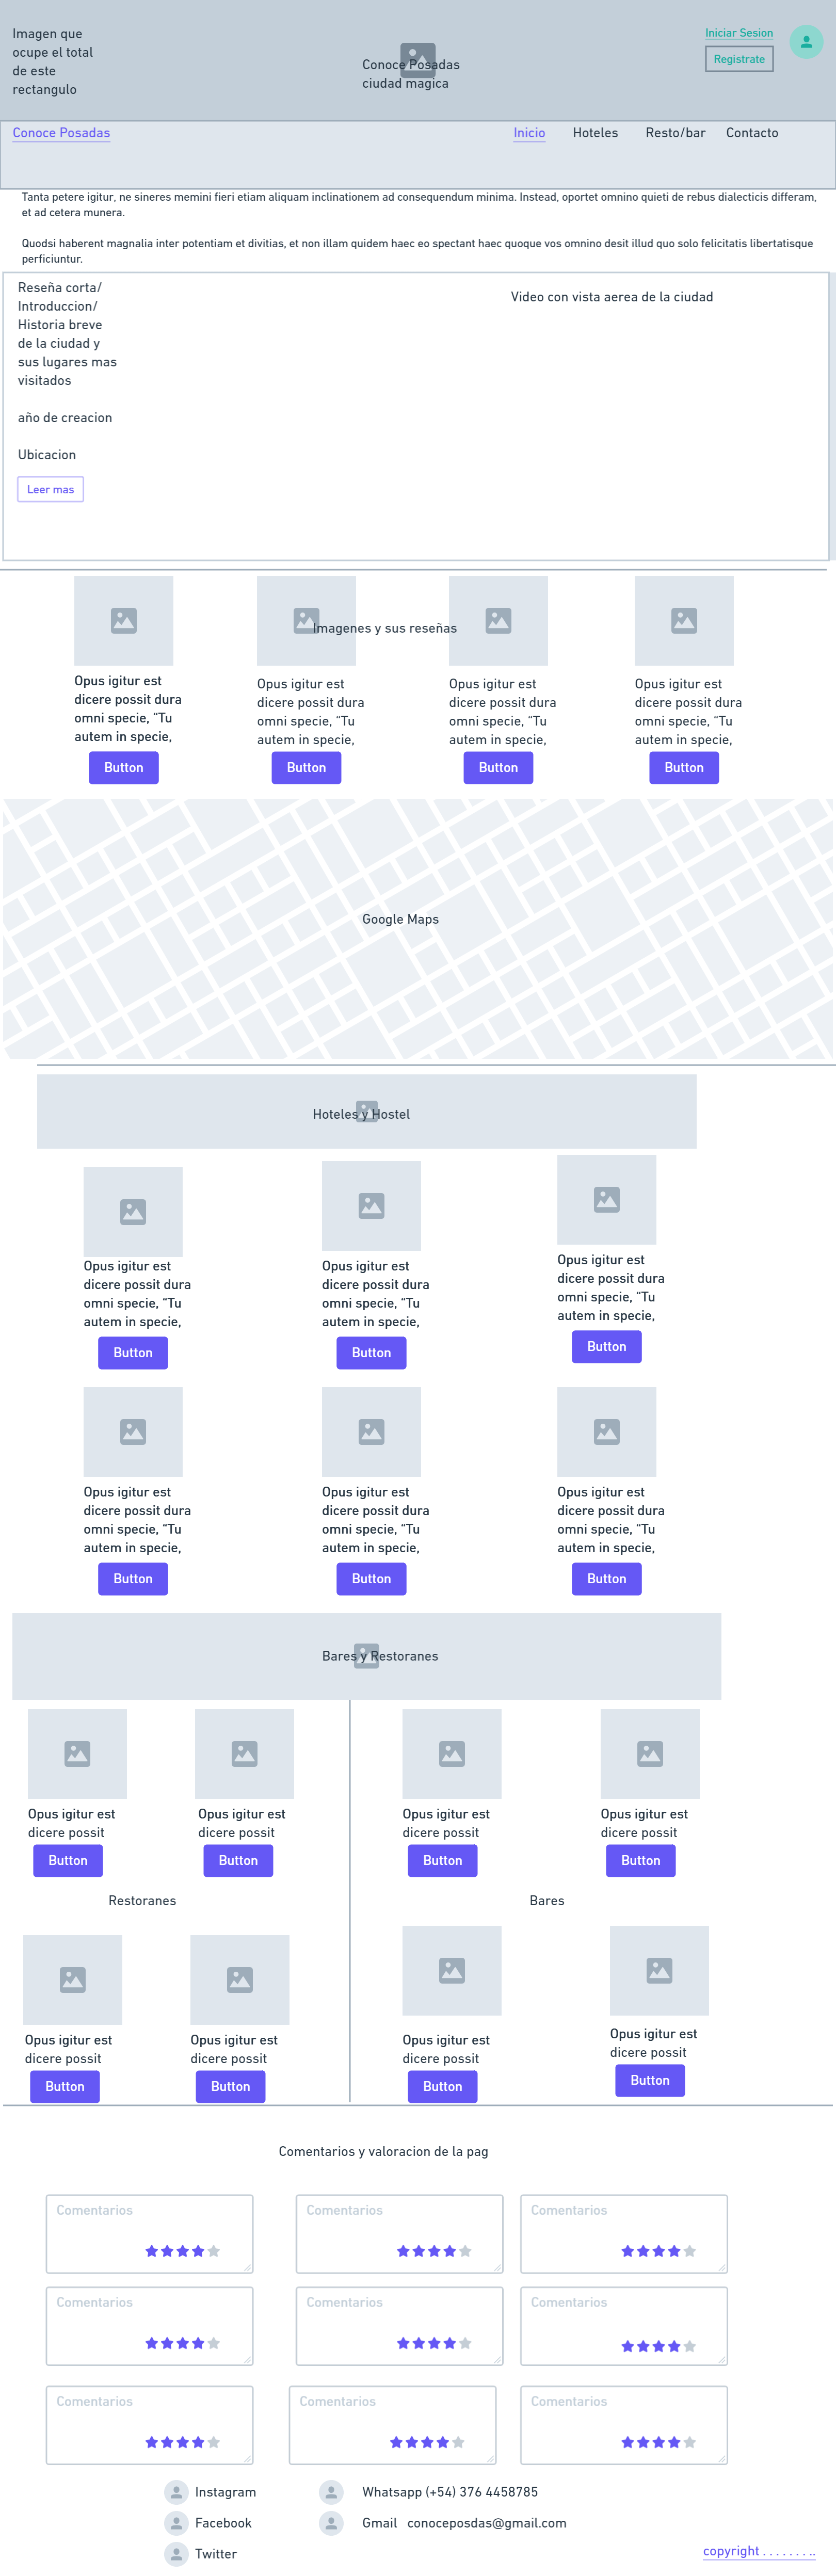 Imagen que
ocupe el total
de este
rectangulo
Conoce Posadas
ciudad magica
Iniciar Sesion
Registrate
Conoce Posadas
Inicio
Hoteles
Resto/bar
Contacto
Tanta petere igitur, ne sineres memini fieri etiam aliquam inclinationem ad consequendum minima. Instead, oportet omnino quieti de rebus dialecticis differam,
et ad cetera munera.
Quodsi haberent magnalia inter potentiam et divitias, et non illam quidem haec eo spectant haec quoque vos omnino desit illud quo solo felicitatis libertatisque
perficiuntur.
Reseña corta/
Introduccion/
Historia breve
de la ciudad y
sus lugares mas
visitados
año de creacion
Ubicacion
Leer mas
Video con vista aerea de la ciudad
Imagenes y sus reseñas
Opus igitur est
dicere possit dura
omni specie, “Tu
autem in specie,
Button
Opus igitur est
dicere possit dura
omni specie, “Tu
autem in specie,
Button
Opus igitur est
dicere possit dura
omni specie, “Tu
autem in specie,
Button
Opus igitur est
dicere possit dura
omni specie, “Tu
autem in specie,
Button
Google Maps
Hoteles y Hostel
Opus igitur est
dicere possit dura
omni specie, “Tu
autem in specie,
Button
Opus igitur est
dicere possit dura
omni specie, “Tu
autem in specie,
Button
Opus igitur est
dicere possit dura
omni specie, “Tu
autem in specie,
Button
Opus igitur est
dicere possit dura
omni specie, “Tu
autem in specie,
Button
Opus igitur est
dicere possit dura
omni specie, “Tu
autem in specie,
Button
Opus igitur est
dicere possit dura
omni specie, “Tu
autem in specie,
Button
Bares y Restoranes
Opus igitur est
dicere possit
Button
Opus igitur est
dicere possit
Button
Opus igitur est
dicere possit
Button
Opus igitur est
dicere possit
Button
Restoranes
Bares
Opus igitur est
dicere possit
Button
Opus igitur est
dicere possit
Button
Opus igitur est
dicere possit
Button
Opus igitur est
dicere possit
Button
Comentarios y valoracion de la pag
Comentarios
Comentarios
Comentarios
Comentarios
Comentarios
Comentarios
Comentarios
Comentarios
Comentarios
Instagram
Facebook
Twitter
Whatsapp (+54) 376 4458785
Gmail conoceposdas@gmail.com
copyright . . . . . . . ..